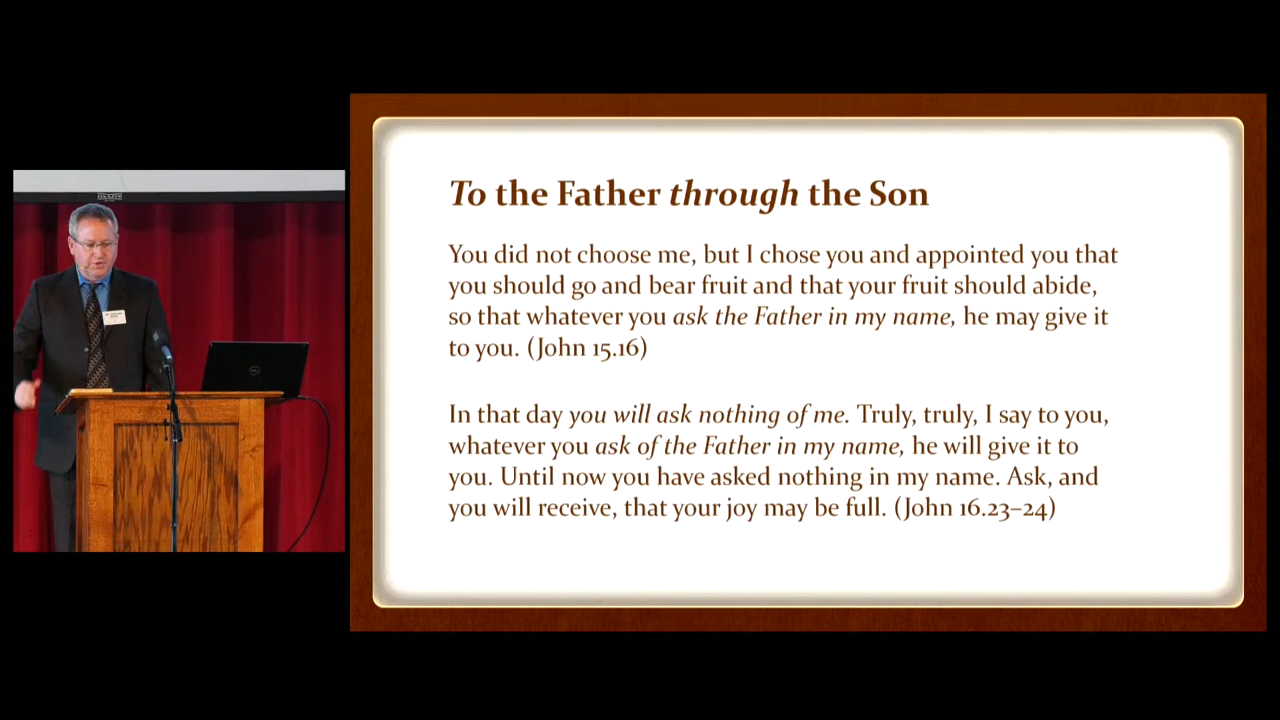 To the Father through the Son
You did not choose me, but I chose you and appointed you that
you should go and bear fruit and that your fruit should abide,
so that whatever you ask the Father in my name, he may give it
to you. (John 15.16)
In that day you will ask nothing of me. Truly, truly, I say to you,
whatever you ask of the Father in my name, he will give it to
you. Until now you have asked nothing in my name. Ask, and
you will receive, that your joy may be full. (John 16.23–24)